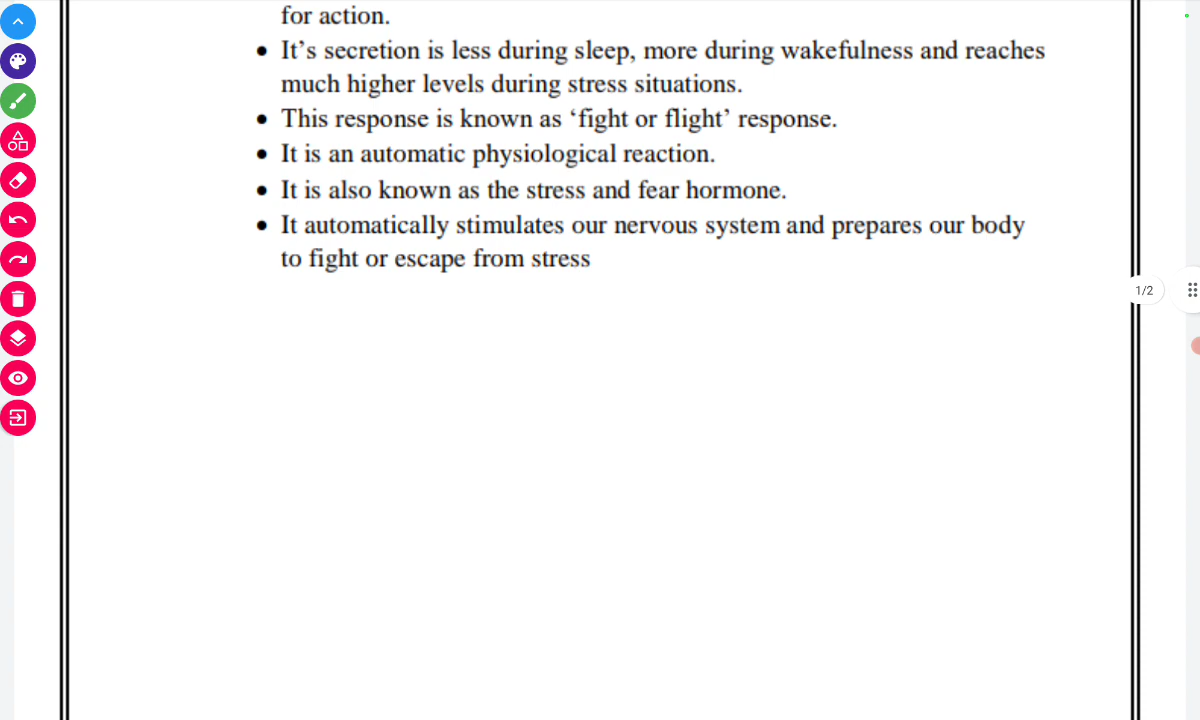 for action.
• It’s secretion is less during sleep, more during wakefulness and reaches
much higher levels during stress situations.
• This response is known as ‘fight or flight’ response.
• It is an automatic physiological reaction.
• It is also known as the stress and fear hormone.
• It automatically stimulates our nervous system and prepares our body
to fight or escape from stress
1/2